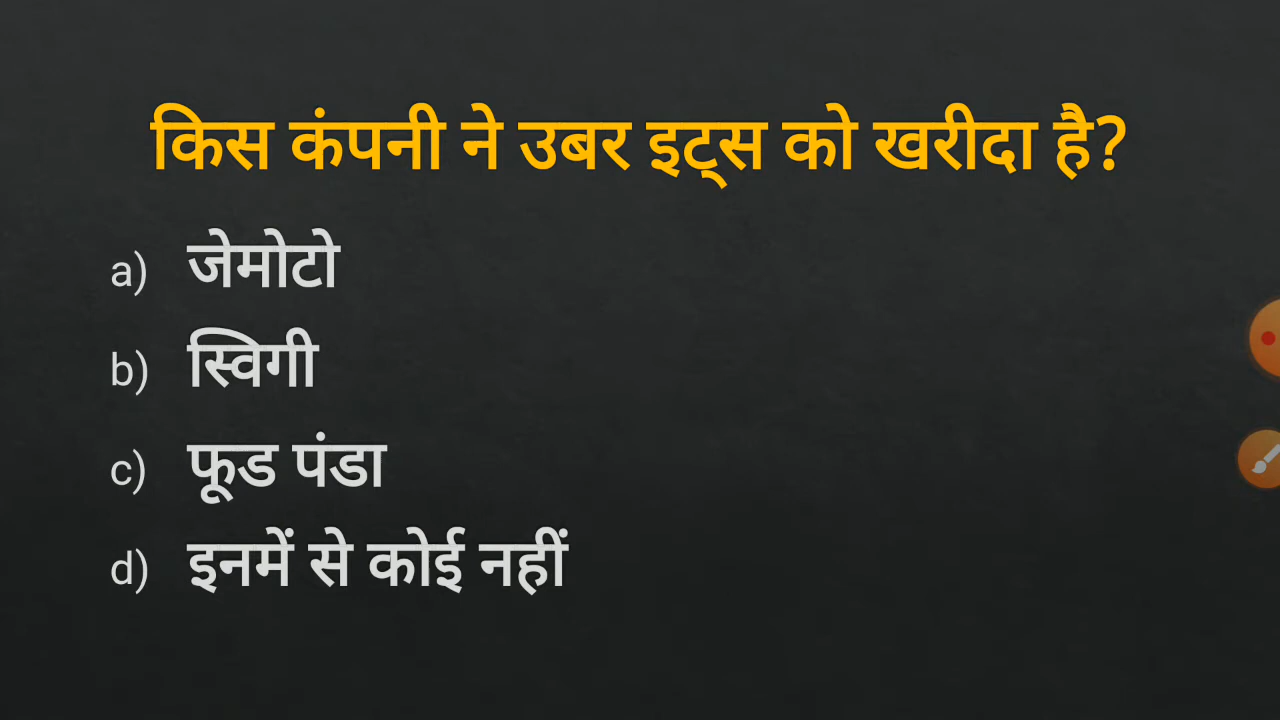 किस कंपनी ने उबर इट्स को खरीदा है?
a) जेमोटो
b) स्विगी
c) फूड पंडा
d) इनमें से कोई नहीं